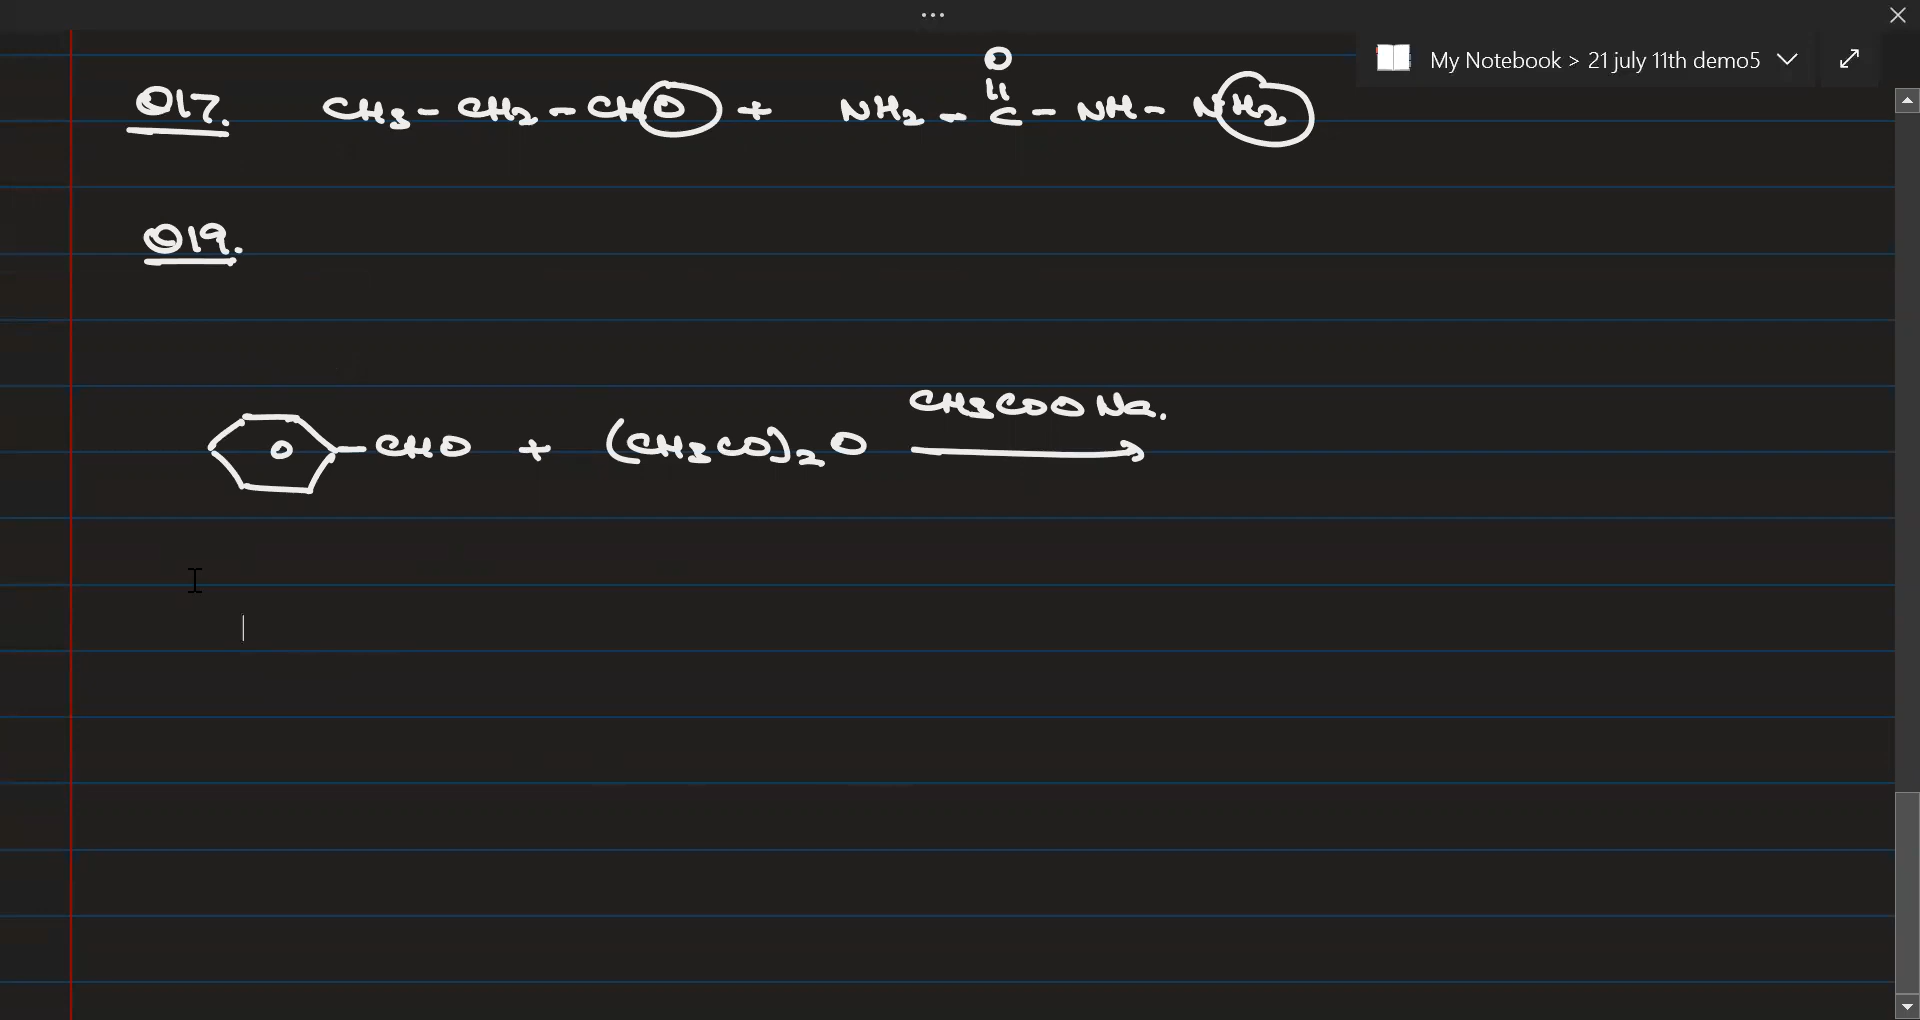 ...
My Notebook > 21 july 11th demo5
O
||
Q17. CH3 - CH2 - CHO + NH2 - C - NH - NH2
Q19.
CH3COONa.
-CHO + (CH3CO)2O →